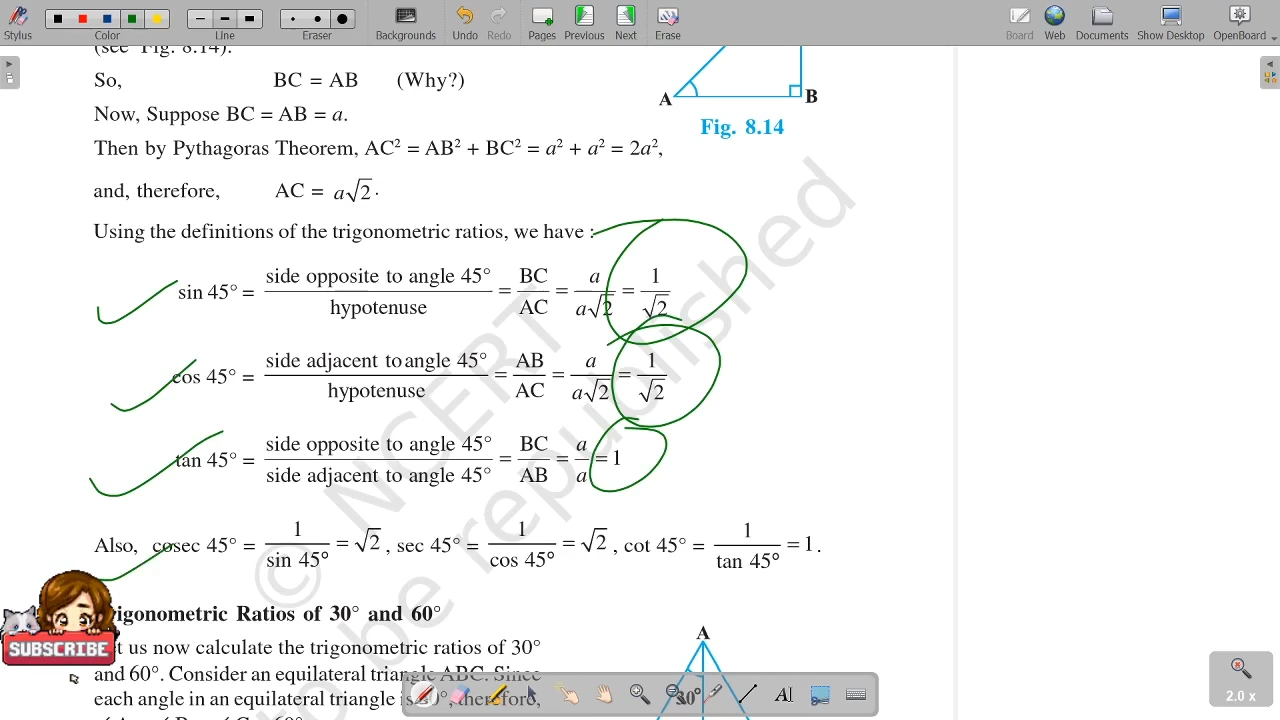 Stylus Color Line Eraser Backgrounds Undo Redo Pages Previous Next Erase Board Web Documents Show Desktop OpenBoard
(see Fig. 8.14).
So, BC = AB (Why?)
A B
Now, Suppose BC = AB = a.
Fig. 8.14
Then by Pythagoras Theorem, AC² = AB² + BC² = a² + a² = 2a²,
and, therefore, AC = a√2.
Using the definitions of the trigonometric ratios, we have :
sin 45° = side opposite to angle 45° / hypotenuse = BC / AC = a / a√2 = 1 / √2
cos 45° = side adjacent to angle 45° / hypotenuse = AB / AC = a / a√2 = 1 / √2
tan 45° = side opposite to angle 45° / side adjacent to angle 45° = BC / AB = a / a = 1
Also, cosec 45° = 1 / sin 45° = √2, sec 45° = 1 / cos 45° = √2, cot 45° = 1 / tan 45° = 1.
© NCERT
be republished
Trigonometric Ratios of 30° and 60°
SUBSCRIBE
A
Let us now calculate the trigonometric ratios of 30°
and 60°. Consider an equilateral triangle ABC. Since
each angle in an equilateral triangle is 60°, therefore,
30°
2.0 x